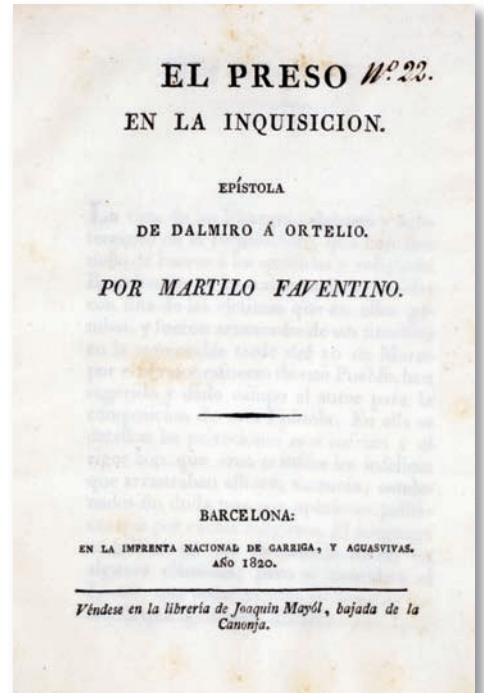 EL PRESO Nº. 22.
EN LA INQUISICION.
EPÍSTOLA
DE DALMIRO Á ORTELIO.
POR MARTILO FAVENTINO.
BARCELONA:
EN LA IMPRENTA NACIONAL DE GARRIGA, Y AGUASVIVAS.
AÑO 1820.
Véndese en la librería de Joaquin Mayól, bajada de la
Canonja.